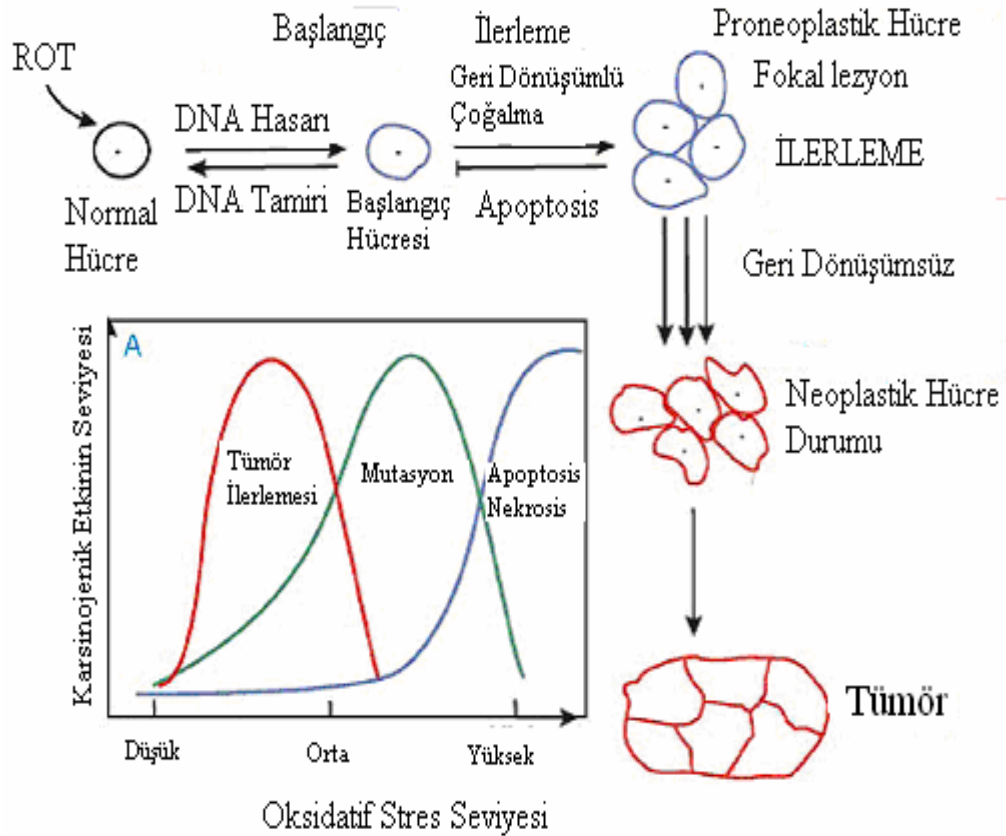 Başlangıç
İlerleme
Proneoplastik Hücre
ROT
Geri Dönüşümlü
Çoğalma
Fokal lezyon
DNA Hasarı
İLERLEME
DNA Tamiri
Normal
Hücre
Başlangıç
Hücresi
Apoptosis
Geri Dönüşümsüz
Neoplastik Hücre
Durumu
Tümör
Karsinojenik Etkinin Seviyesi
A
Tümör
İlerlemesi
Mutasyon
Apoptosis
Nekrosis
Düşük
Orta
Yüksek
Oksidatif Stres Seviyesi